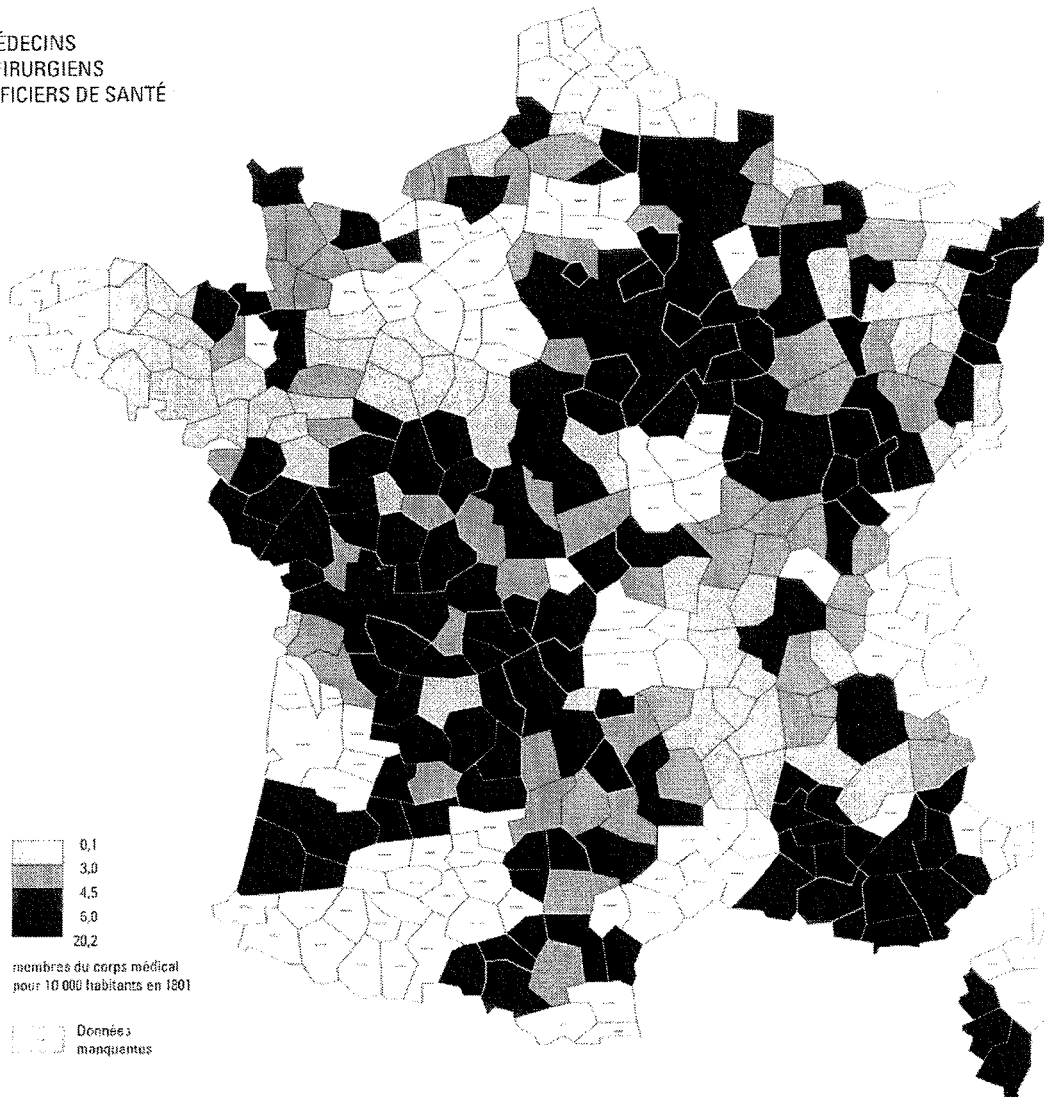 ÉDECINS
IRURGIENS
FICIERS DE SANTÉ
0,1
3,0
4,5
6,0
20,2
membres du corps médical
pour 10 000 habitants en 1801
Données
manquantes